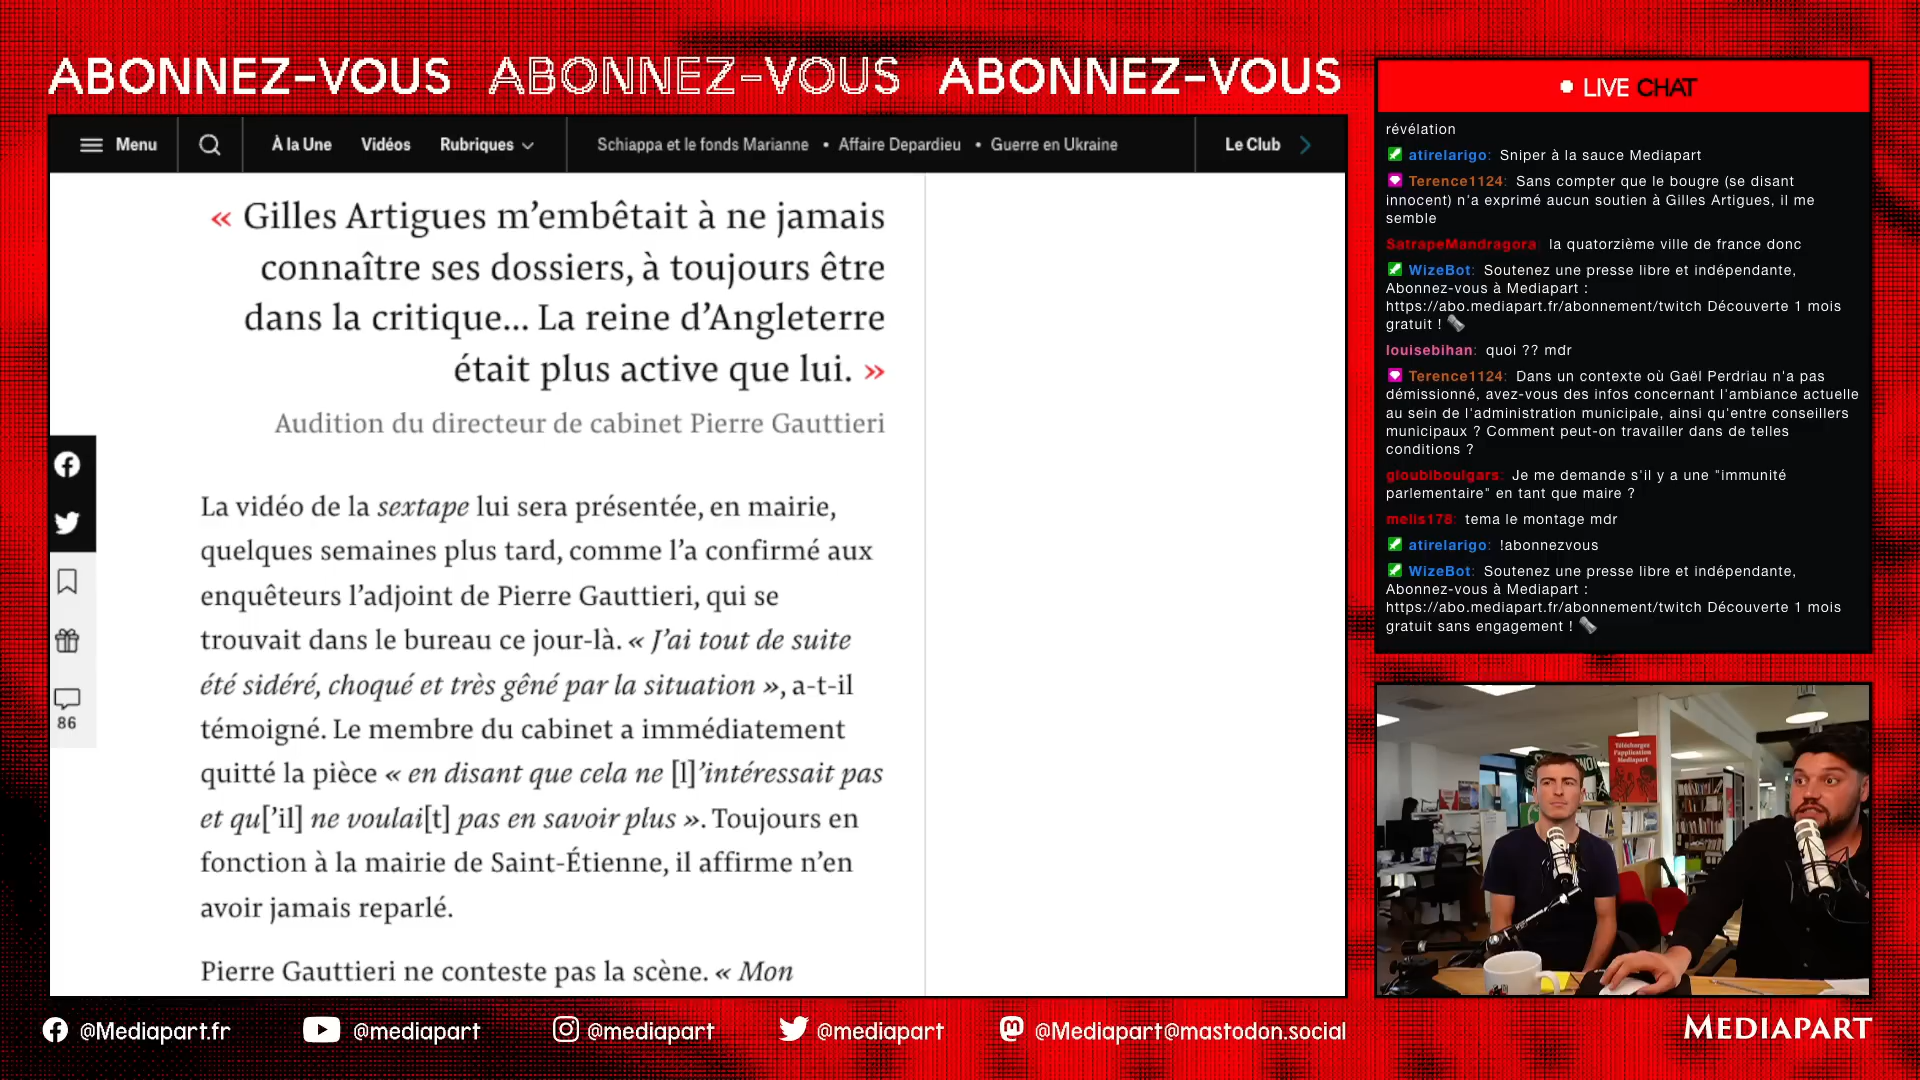 ABONNEZ-VOUS ABONNEZ-VOUS ABONNEZ-VOUS
Menu
À la Une
Vidéos
Rubriques
Schiappa et le fonds Marianne • Affaire Depardieu • Guerre en Ukraine
Le Club
« Gilles Artigues m’embêtait à ne jamais
connaître ses dossiers, à toujours être
dans la critique… La reine d’Angleterre
était plus active que lui. »
Audition du directeur de cabinet Pierre Gauttieri
La vidéo de la sextape lui sera présentée, en mairie,
quelques semaines plus tard, comme l’a confirmé aux
enquêteurs l’adjoint de Pierre Gauttieri, qui se
trouvait dans le bureau ce jour-là. « J’ai tout de suite
été sidéré, choqué et très gêné par la situation », a-t-il
témoigné. Le membre du cabinet a immédiatement
quitté la pièce « en disant que cela ne [l]’intéressait pas
et qu[’il] ne voulai[t] pas en savoir plus ». Toujours en
fonction à la mairie de Saint-Étienne, il affirme n’en
avoir jamais reparlé.
Pierre Gauttieri ne conteste pas la scène. « Mon
86
LIVE CHAT
révélation
atirelarigo: Sniper à la sauce Mediapart
Terence1124: Sans compter que le bougre (se disant
innocent) n'a exprimé aucun soutien à Gilles Artigues, il me
semble
SatrapeMandragora: la quatorzième ville de france donc
WizeBot: Soutenez une presse libre et indépendante,
Abonnez-vous à Mediapart :
https://abo.mediapart.fr/abonnement/twitch Découverte 1 mois
gratuit !
louisebihan: quoi ?? mdr
Terence1124: Dans un contexte où Gaël Perdriau n'a pas
démissionné, avez-vous des infos concernant l'ambiance actuelle
au sein de l'administration municipale, ainsi qu'entre conseillers
municipaux ? Comment peut-on travailler dans de telles
conditions ?
gloubiboulgars: Je me demande s'il y a une "immunité
parlementaire" en tant que maire ?
melis178: tema le montage mdr
atirelarigo: !abonnezvous
WizeBot: Soutenez une presse libre et indépendante,
Abonnez-vous à Mediapart :
https://abo.mediapart.fr/abonnement/twitch Découverte 1 mois
gratuit sans engagement !
Téléchargez
l'application
Mediapart
@Mediapart.fr
@mediapart
@mediapart
@mediapart
@Mediapart@mastodon.social
MEDIAPART